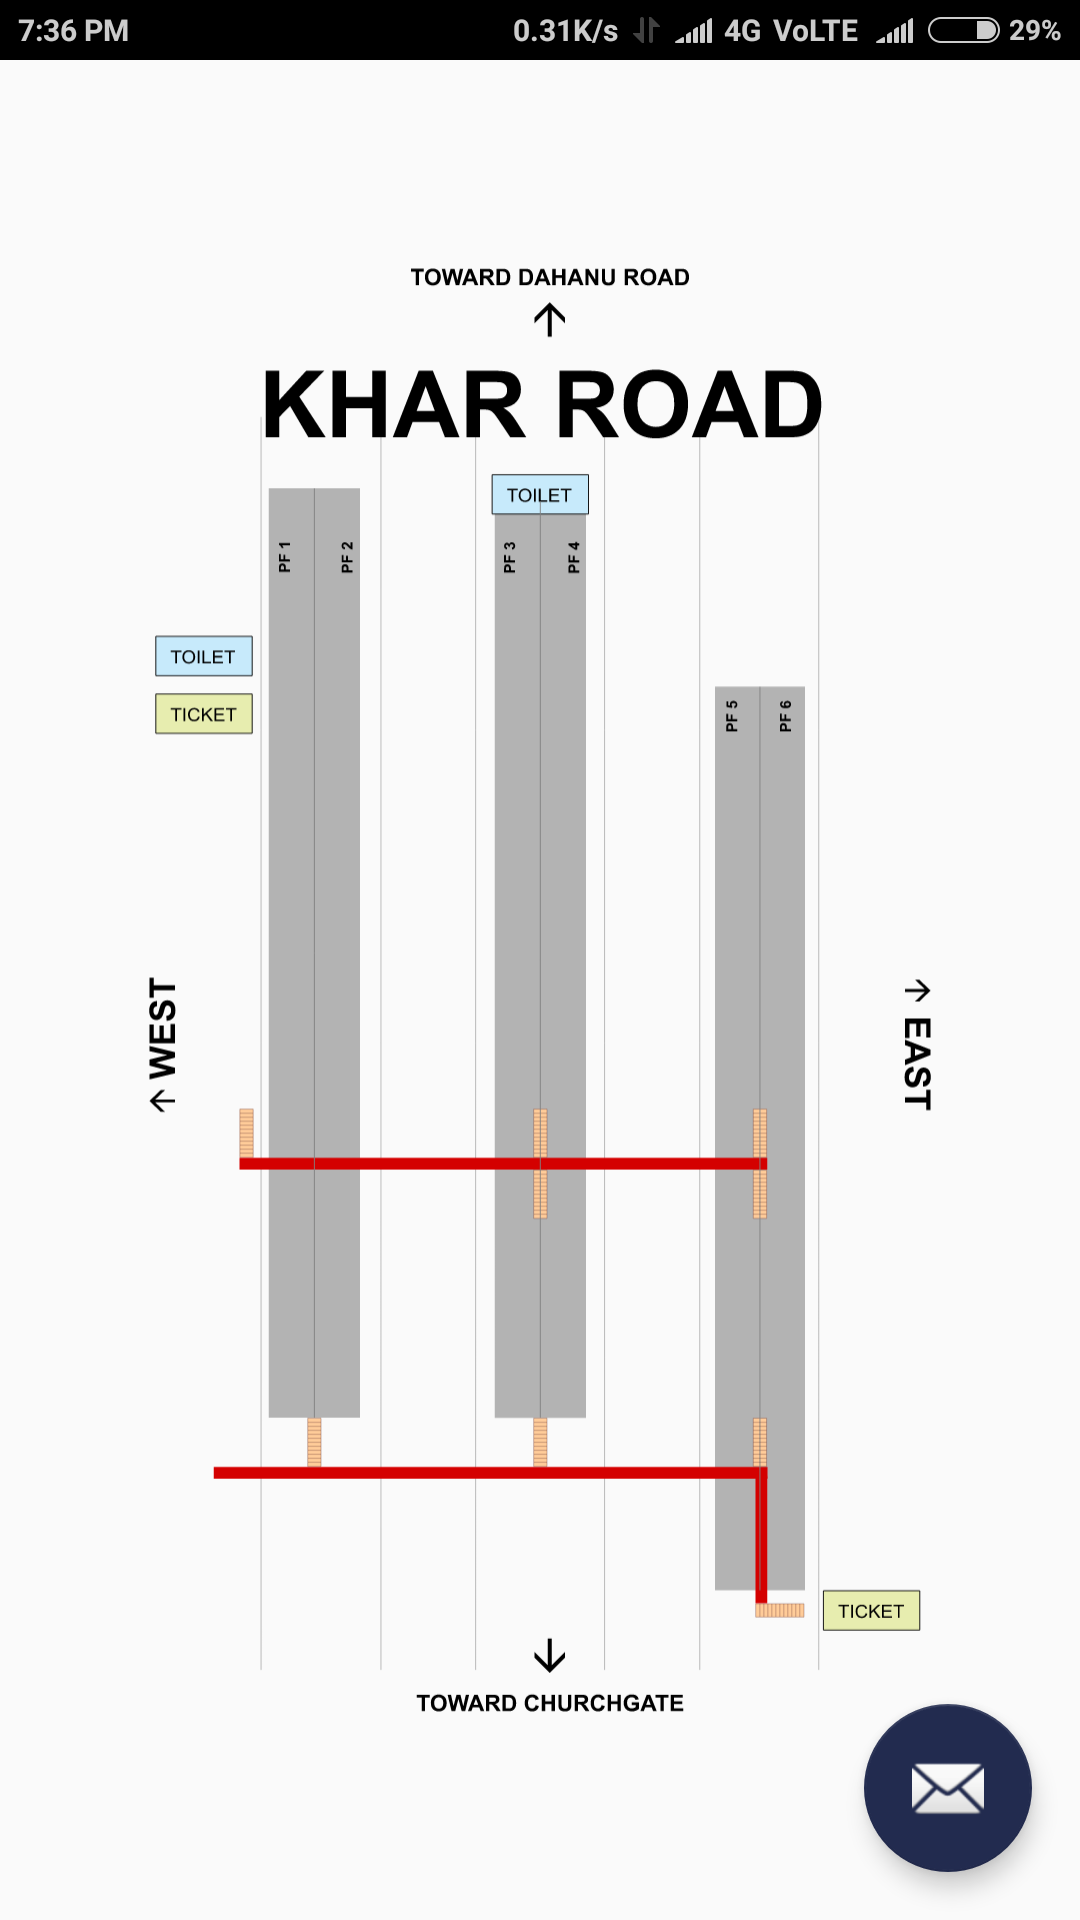 7:36 PM
0.31K/s 4G VoLTE 29%
TOWARD DAHANU ROAD
KHAR ROAD
TOILET
PF 1
PF 2
PF 3
PF 4
TOILET
TICKET
PF 5
PF 6
WEST
EAST
TICKET
TOWARD CHURCHGATE